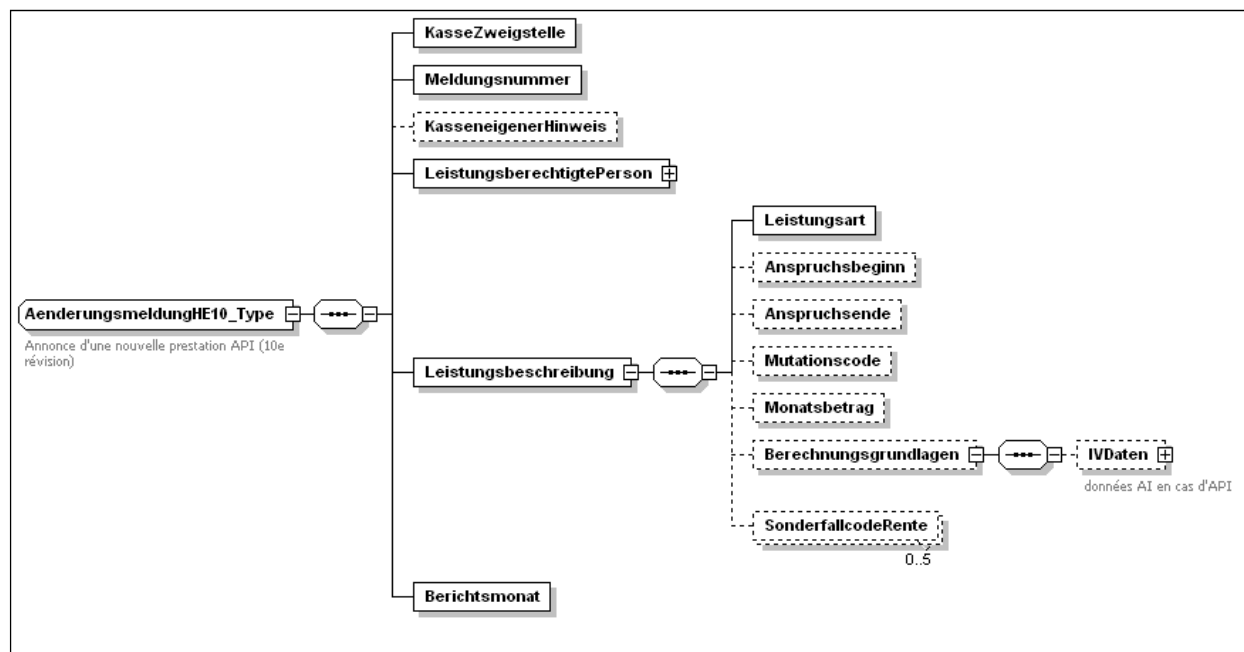 KasseZweigstelle
Meldungsnummer
KasseneigenerHinweis
LeistungsberechtigtePerson
Leistungsart
Anspruchsbeginn
AenderungsmeldungHE10_Type
Annonce d'une nouvelle prestation API (10e
révision)
Anspruchsende
Mutationscode
Leistungsbeschreibung
Monatsbetrag
Berechnungsgrundlagen
IVDaten
données AI en cas d'API
SonderfallcodeRente
0..5
Berichtsmonat